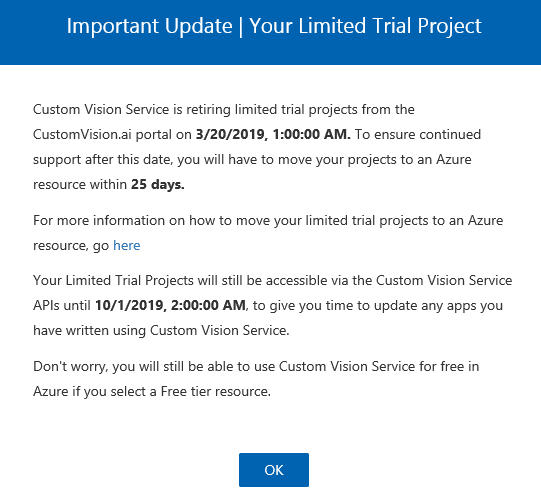 Important Update | Your Limited Trial Project
Custom Vision Service is retiring limited trial projects from the
CustomVision.ai portal on 3/20/2019, 1:00:00 AM. To ensure continued
support after this date, you will have to move your projects to an Azure
resource within 25 days.
For more information on how to move your limited trial projects to an Azure
resource, go here
Your Limited Trial Projects will still be accessible via the Custom Vision Service
APIs until 10/1/2019, 2:00:00 AM, to give you time to update any apps you
have written using Custom Vision Service.
Don't worry, you will still be able to use Custom Vision Service for free in
Azure if you select a Free tier resource.
OK